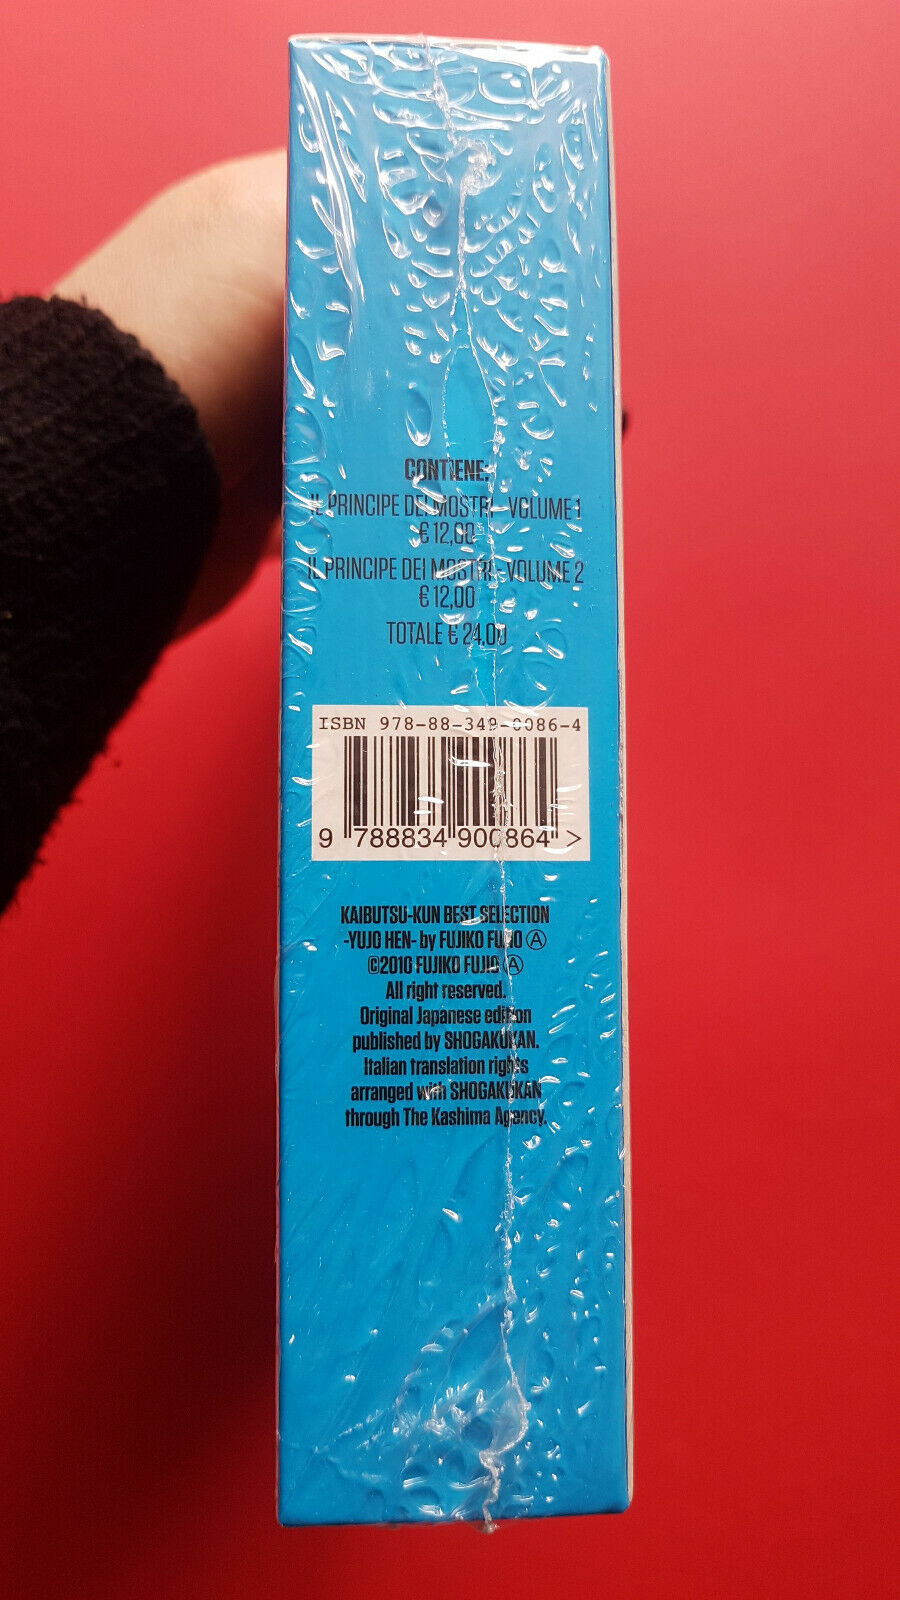 CONTIENE:
IL PRINCIPE DEI MOSTRI - VOLUME 1
€ 12,00
IL PRINCIPE DEI MOSTRI - VOLUME 2
€ 12,00
TOTALE € 24,00
ISBN 978-88-349-0086-4
9 788834 900864 >
KAIBUTSU-KUN BEST SELECTION
-YUJO HEN- by FUJIKO FUJIO Ⓐ
©2010 FUJIKO FUJIO Ⓐ
All right reserved.
Original Japanese edition
published by SHOGAKUKAN.
Italian translation rights
arranged with SHOGAKUKAN
through The Kashima Agency.